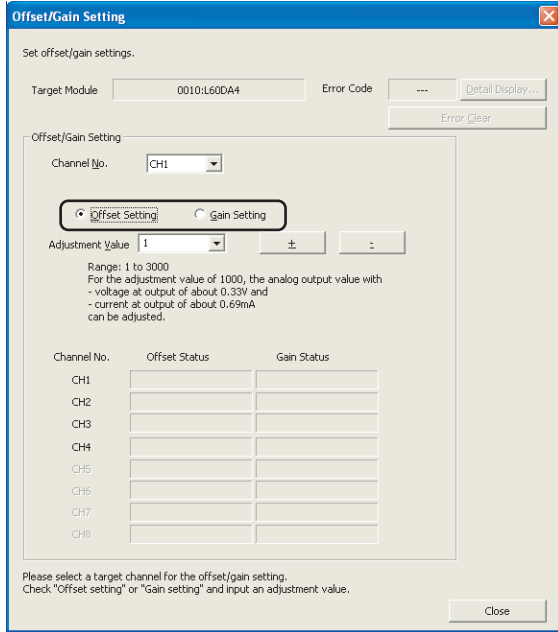 Offset/Gain Setting
Set offset/gain settings.
Target Module 0010:L60DA4 Error Code --- Detail Display...
Error Clear
Offset/Gain Setting
Channel No. CH1
Offset Setting Gain Setting
Adjustment Value 1 + -
Range: 1 to 3000
For the adjustment value of 1000, the analog output value with
- voltage at output of about 0.33V and
- current at output of about 0.69mA
can be adjusted.
Channel No. Offset Status Gain Status
CH1
CH2
CH3
CH4
CH5
CH6
CH7
CH8
Please select a target channel for the offset/gain setting.
Check "Offset setting" or "Gain setting" and input an adjustment value.
Close